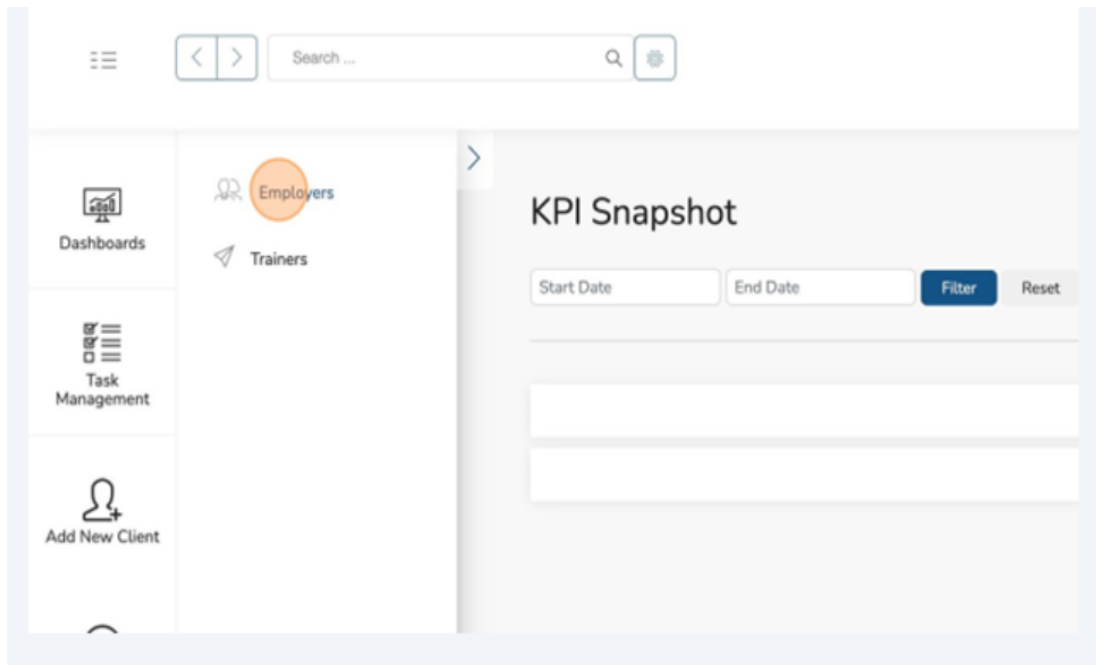 Search ...
Dashboards
Employers
Trainers
KPI Snapshot
Start Date
End Date
Filter
Reset
Task
Management
Add New Client